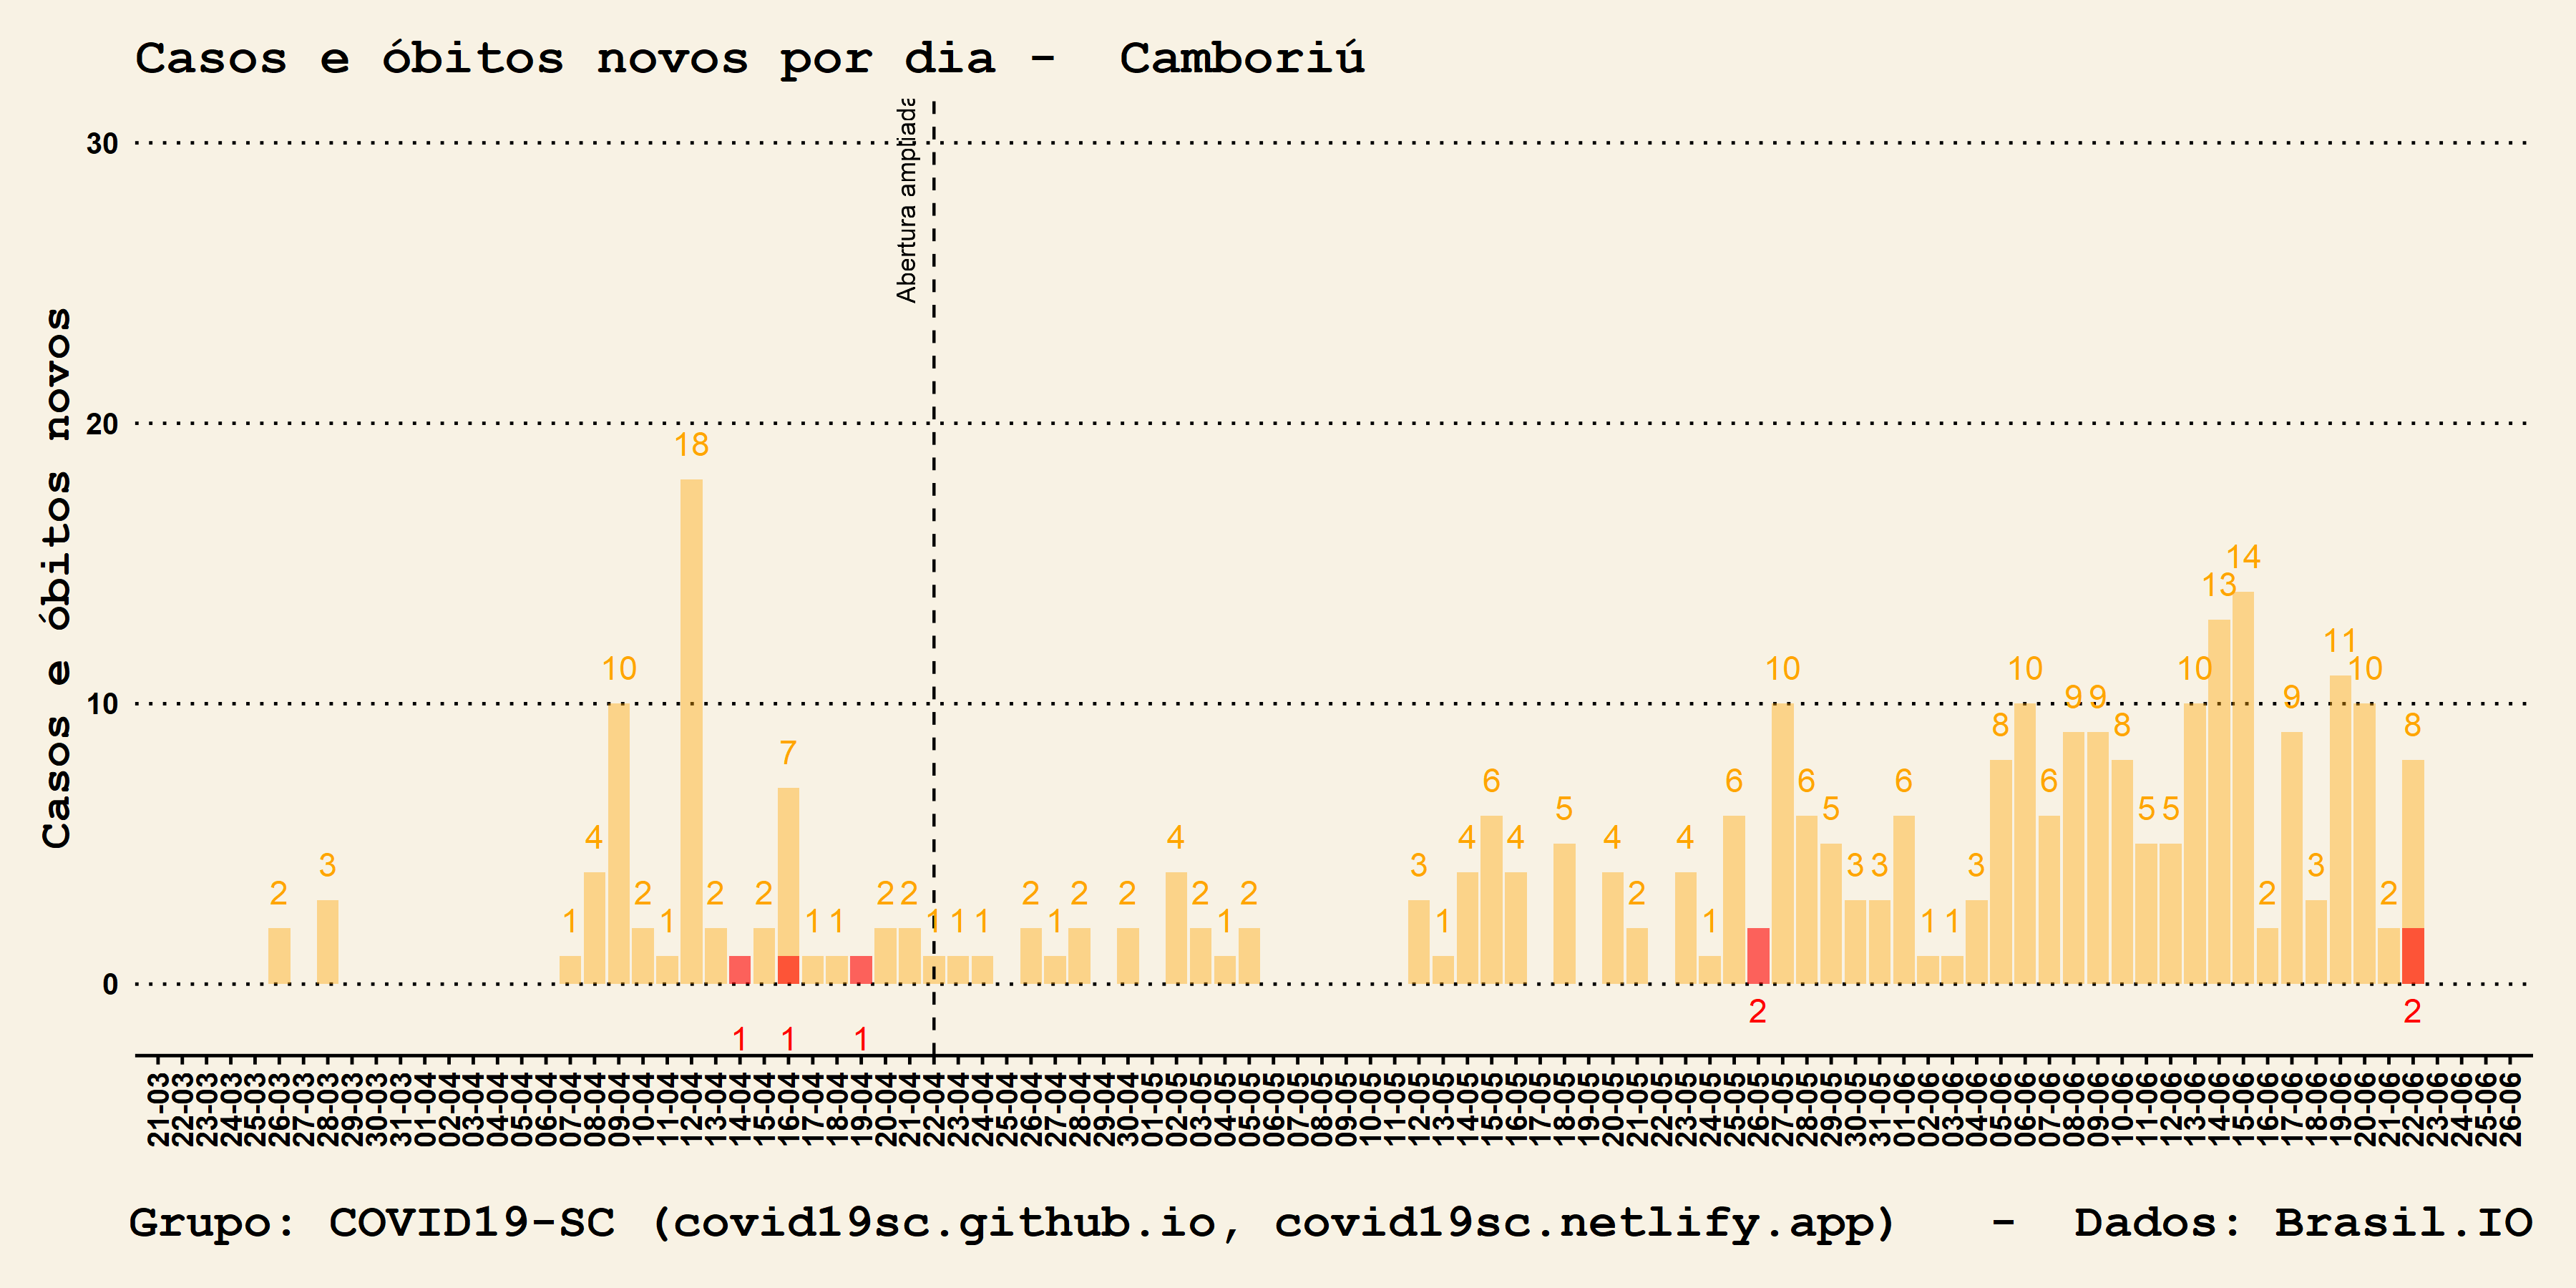 Casos e óbitos novos por dia -  Camboriú
Abertura ampliada
Casos e óbitos novos
30
20
10
0
2 3 1 4 10 2 1 18 2 2 7 1 1 2 2 1 1 1 2 1 2 2 4 2 1 2 3 1 4 6 4 5 4 2 4 1 6 10 6 5 3 3 6 1 1 3 8 10 6 9 9 8 5 5 10 13 14 2 9 3 11 10 2 8
1 1 1 2 2
21-03 22-03 23-03 24-03 25-03 26-03 27-03 28-03 29-03 30-03 31-03 01-04 02-04 03-04 04-04 05-04 06-04 07-04 08-04 09-04 10-04 11-04 12-04 13-04 14-04 15-04 16-04 17-04 18-04 19-04 20-04 21-04 22-04 23-04 24-04 25-04 26-04 27-04 28-04 29-04 30-04 01-05 02-05 03-05 04-05 05-05 06-05 07-05 08-05 09-05 10-05 11-05 12-05 13-05 14-05 15-05 16-05 17-05 18-05 19-05 20-05 21-05 22-05 23-05 24-05 25-05 26-05 27-05 28-05 29-05 30-05 31-05 01-06 02-06 03-06 04-06 05-06 06-06 07-06 08-06 09-06 10-06 11-06 12-06 13-06 14-06 15-06 16-06 17-06 18-06 19-06 20-06 21-06 22-06 23-06 24-06 25-06 26-06
Grupo: COVID19-SC (covid19sc.github.io, covid19sc.netlify.app)  -  Dados: Brasil.IO